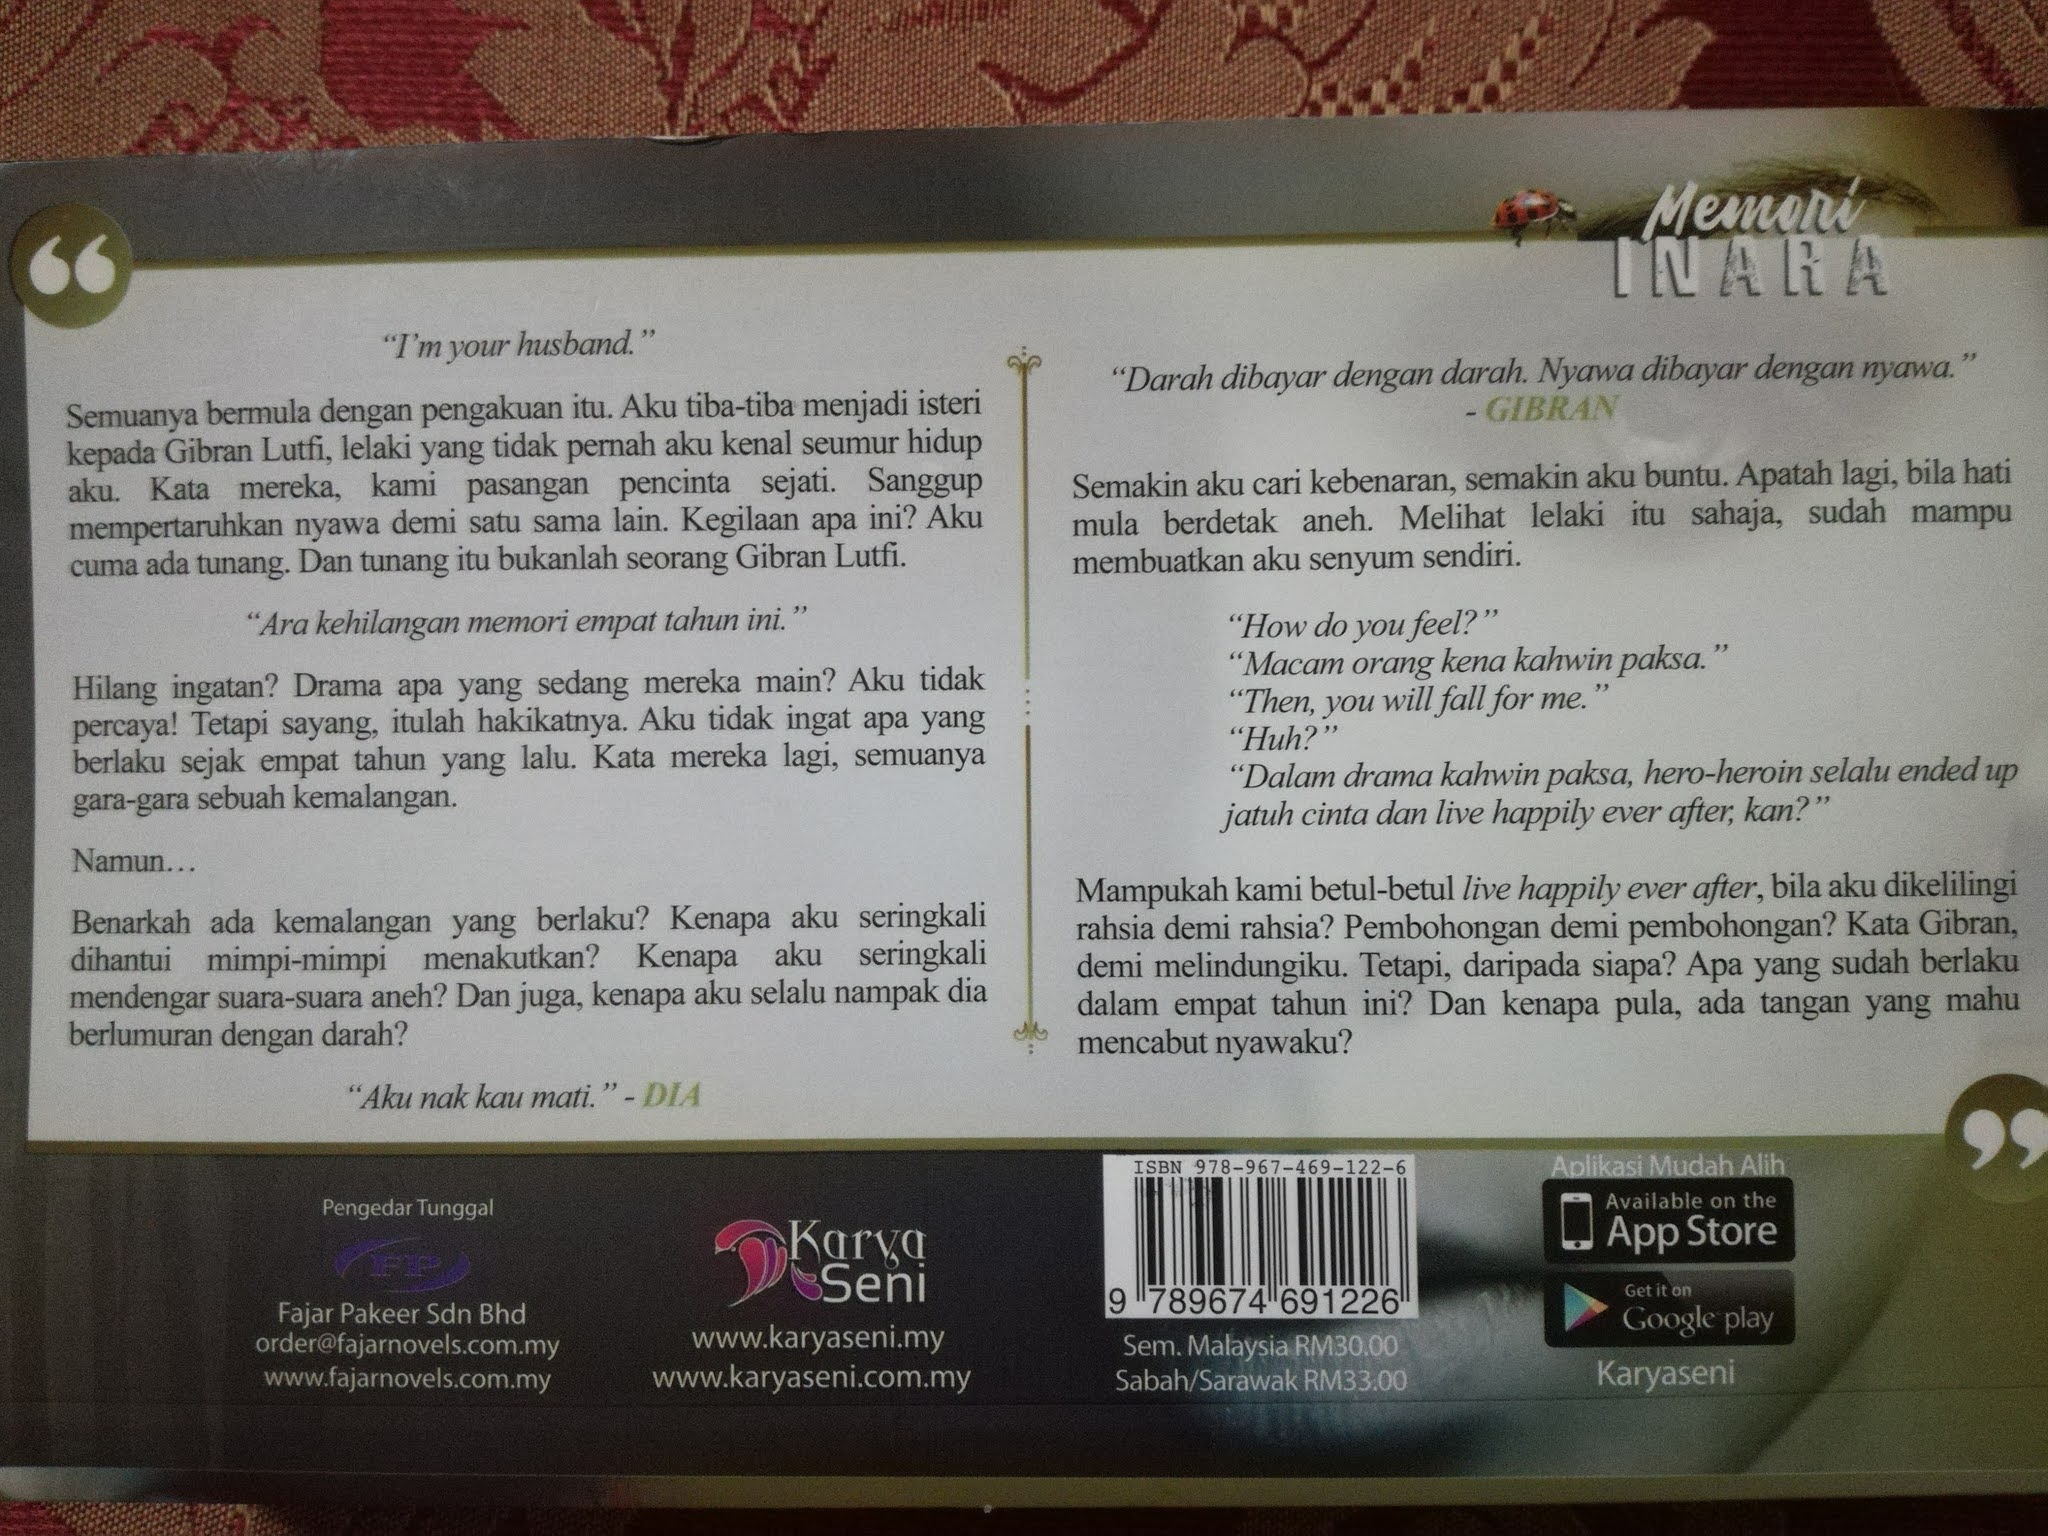 Memori
INARA
“I’m your husband.”
Semuanya bermula dengan pengakuan itu. Aku tiba-tiba menjadi isteri
kepada Gibran Lutfi, lelaki yang tidak pernah aku kenal seumur hidup
aku. Kata mereka, kami pasangan pencinta sejati. Sanggup
mempertaruhkan nyawa demi satu sama lain. Kegilaan apa ini? Aku
cuma ada tunang. Dan tunang itu bukanlah seorang Gibran Lutfi.
“Ara kehilangan memori empat tahun ini.”
Hilang ingatan? Drama apa yang sedang mereka main? Aku tidak
percaya! Tetapi sayang, itulah hakikatnya. Aku tidak ingat apa yang
berlaku sejak empat tahun yang lalu. Kata mereka lagi, semuanya
gara-gara sebuah kemalangan.
Namun…
Benarkah ada kemalangan yang berlaku? Kenapa aku seringkali
dihantui mimpi-mimpi menakutkan? Kenapa aku seringkali
mendengar suara-suara aneh? Dan juga, kenapa aku selalu nampak dia
berlumuran dengan darah?
“Aku nak kau mati.” - DIA
“Darah dibayar dengan darah. Nyawa dibayar dengan nyawa.”
- GIBRAN
Semakin aku cari kebenaran, semakin aku buntu. Apatah lagi, bila hati
mula berdetak aneh. Melihat lelaki itu sahaja, sudah mampu
membuatkan aku senyum sendiri.
“How do you feel?”
“Macam orang kena kahwin paksa.”
“Then, you will fall for me.”
“Huh?”
“Dalam drama kahwin paksa, hero-heroin selalu ended up
jatuh cinta dan live happily ever after, kan?”
Mampukah kami betul-betul live happily ever after, bila aku dikelilingi
rahsia demi rahsia? Pembohongan demi pembohongan? Kata Gibran,
demi melindungiku. Tetapi, daripada siapa? Apa yang sudah berlaku
dalam empat tahun ini? Dan kenapa pula, ada tangan yang mahu
mencabut nyawaku?
Pengedar Tunggal
FP
Fajar Pakeer Sdn Bhd
order@fajarnovels.com.my
www.fajarnovels.com.my
Karya
Seni
www.karyaseni.my
www.karyaseni.com.my
ISBN 978-967-469-122-6
9 789674 691226
Sem. Malaysia RM30.00
Sabah/Sarawak RM33.00
Aplikasi Mudah Alih
Available on the
App Store
Get it on
Google play
Karyaseni